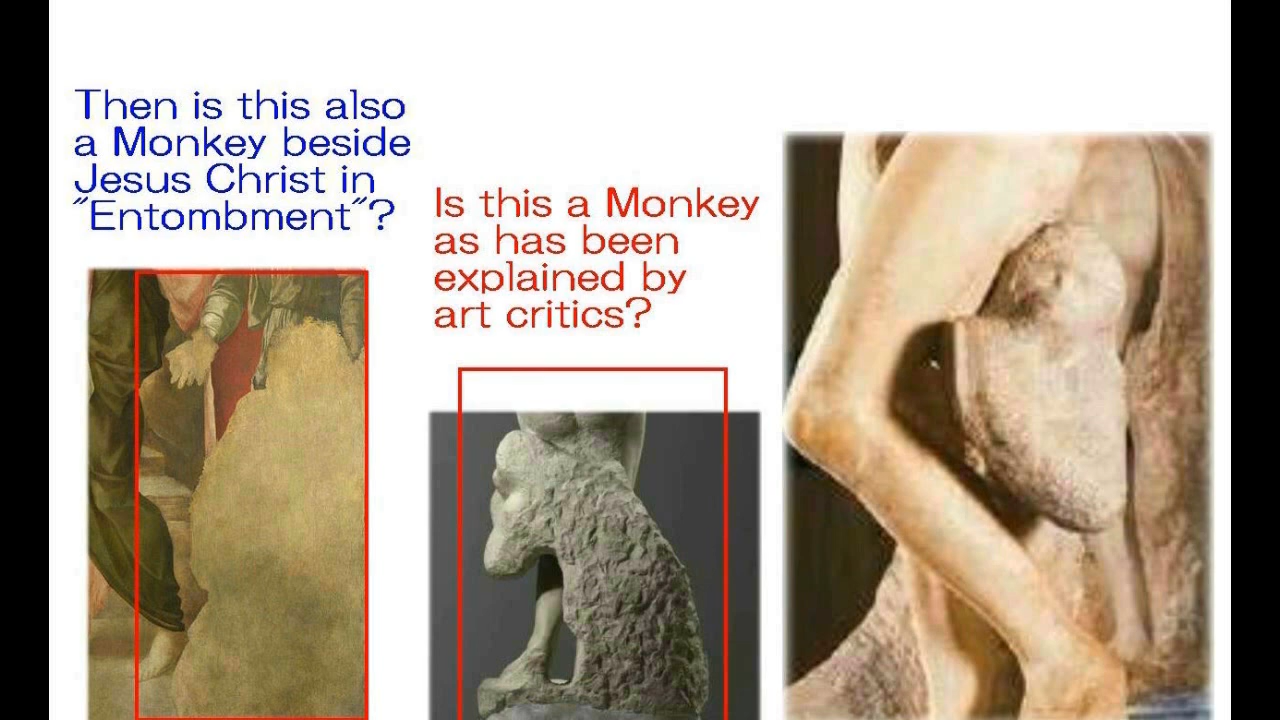 Then is this also
a Monkey beside
Jesus Christ in
"Entombment"?
Is this a Monkey
as has been
explained by
art critics?